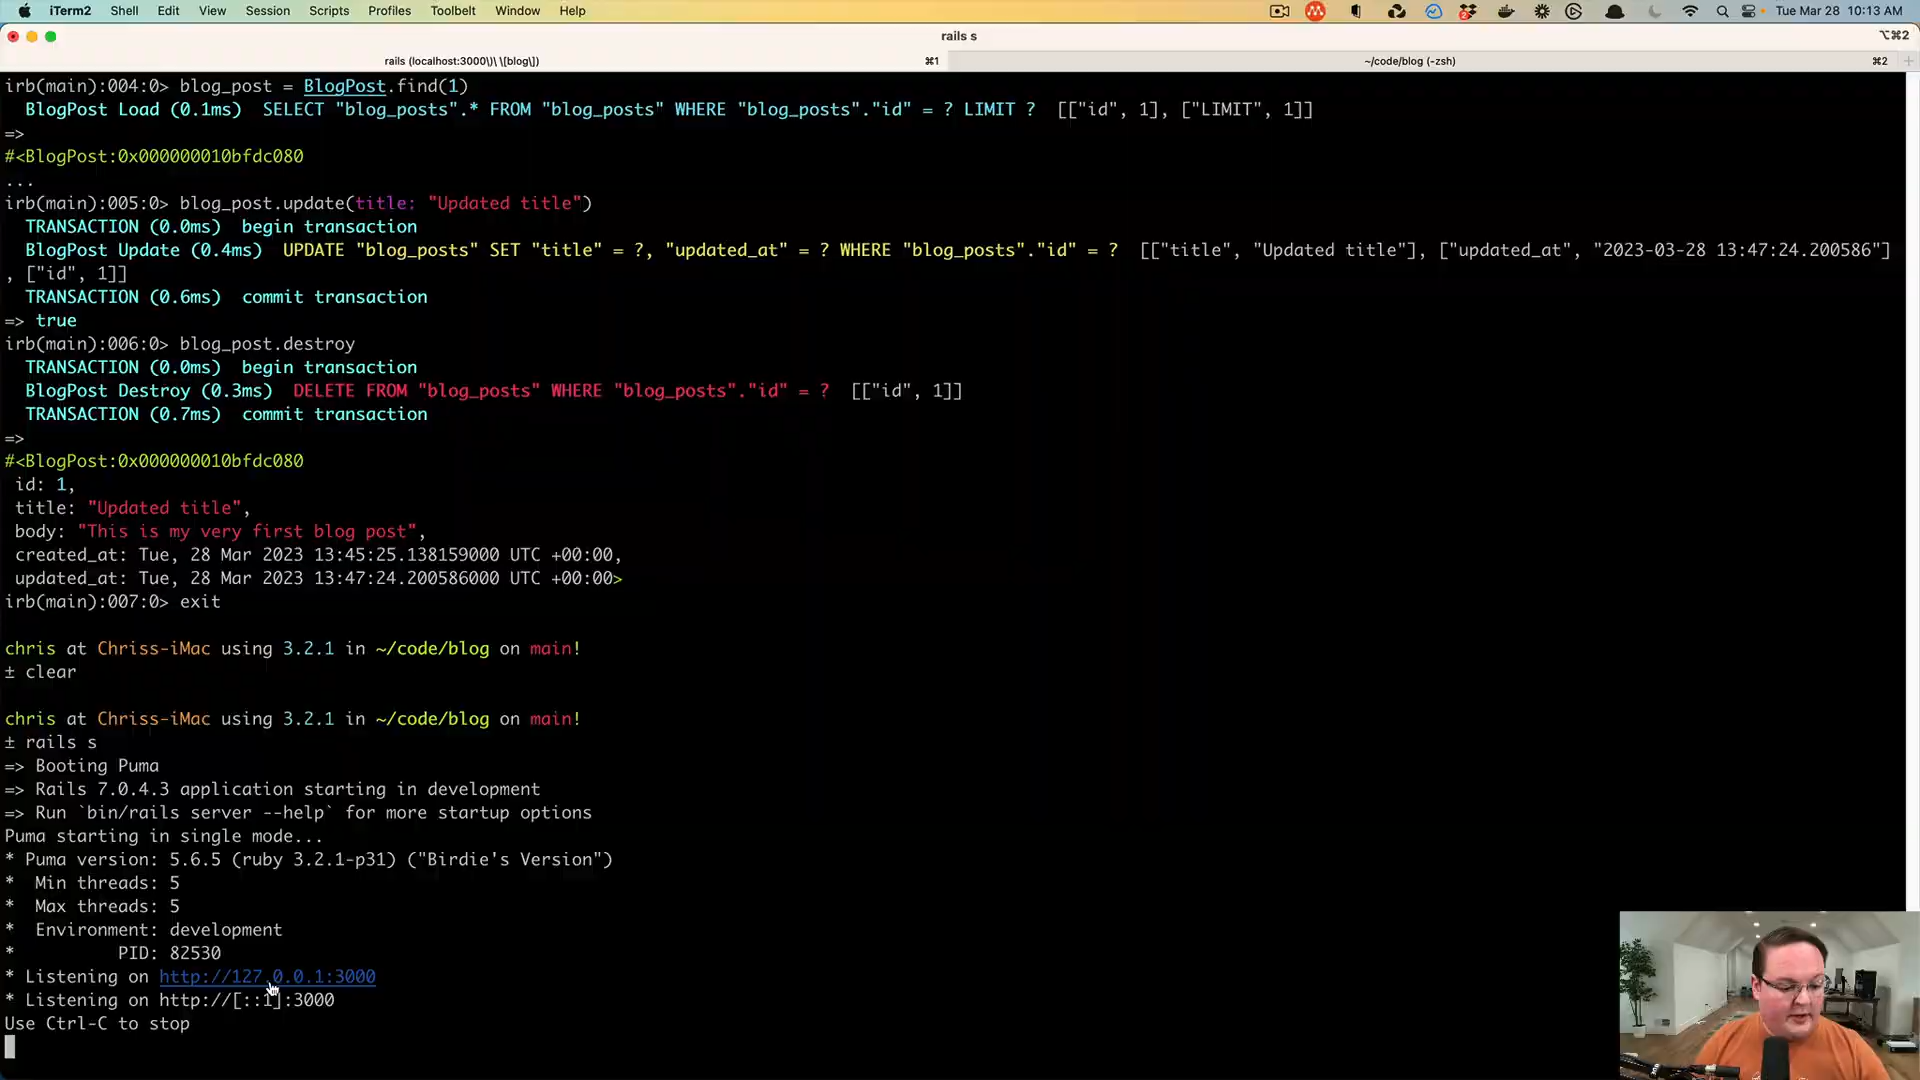 iTerm2 Shell Edit View Session Scripts Profiles Toolbelt Window Help Tue Mar 28 10:13 AM
rails s ⌥⌘2
rails (localhost:3000\)\ \[blog\]) ⌘1 ~/code/blog (-zsh) ⌘2
irb(main):004:0> blog_post = BlogPost.find(1)
BlogPost Load (0.1ms) SELECT "blog_posts".* FROM "blog_posts" WHERE "blog_posts"."id" = ? LIMIT ? [["id", 1], ["LIMIT", 1]]
=>
#<BlogPost:0x000000010bfdc080
...
irb(main):005:0> blog_post.update(title: "Updated title")
TRANSACTION (0.0ms) begin transaction
BlogPost Update (0.4ms) UPDATE "blog_posts" SET "title" = ?, "updated_at" = ? WHERE "blog_posts"."id" = ? [["title", "Updated title"], ["updated_at", "2023-03-28 13:47:24.200586"]
, ["id", 1]]
TRANSACTION (0.6ms) commit transaction
=> true
irb(main):006:0> blog_post.destroy
TRANSACTION (0.0ms) begin transaction
BlogPost Destroy (0.3ms) DELETE FROM "blog_posts" WHERE "blog_posts"."id" = ? [["id", 1]]
TRANSACTION (0.7ms) commit transaction
=>
#<BlogPost:0x000000010bfdc080
id: 1,
title: "Updated title",
body: "This is my very first blog post",
created_at: Tue, 28 Mar 2023 13:45:25.138159000 UTC +00:00,
updated_at: Tue, 28 Mar 2023 13:47:24.200586000 UTC +00:00>
irb(main):007:0> exit
chris at Chriss-iMac using 3.2.1 in ~/code/blog on main!
± clear
chris at Chriss-iMac using 3.2.1 in ~/code/blog on main!
± rails s
=> Booting Puma
=> Rails 7.0.4.3 application starting in development
=> Run `bin/rails server --help` for more startup options
Puma starting in single mode...
* Puma version: 5.6.5 (ruby 3.2.1-p31) ("Birdie's Version")
* Min threads: 5
* Max threads: 5
* Environment: development
* PID: 82530
* Listening on http://127.0.0.1:3000
* Listening on http://[::1]:3000
Use Ctrl-C to stop